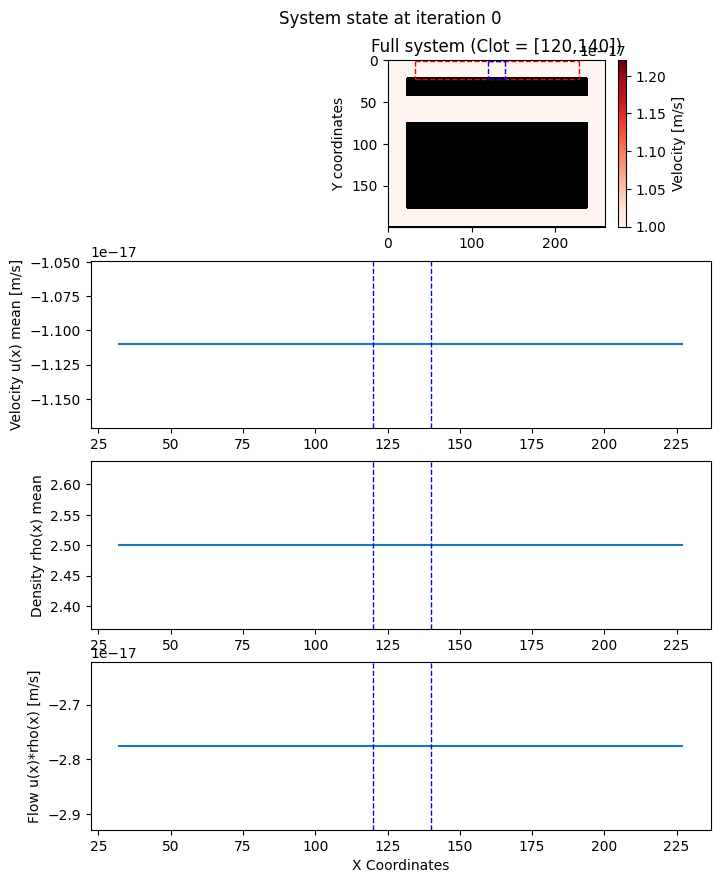 System state at iteration 0
Full system (Clot = [120,140])
1e−17
0
50
100
150
Y coordinates
0 100 200
1.20
1.15
1.10
1.05
1.00
Velocity [m/s]
1e−17
−1.050
−1.075
−1.100
−1.125
−1.150
Velocity u(x) mean [m/s]
25 50 75 100 125 150 175 200 225
2.60
2.55
2.50
2.45
2.40
Density rho(x) mean
25 50 75 100 125 150 175 200 225
1e−17
−2.7
−2.8
−2.9
Flow u(x)*rho(x) [m/s]
25 50 75 100 125 150 175 200 225
X Coordinates